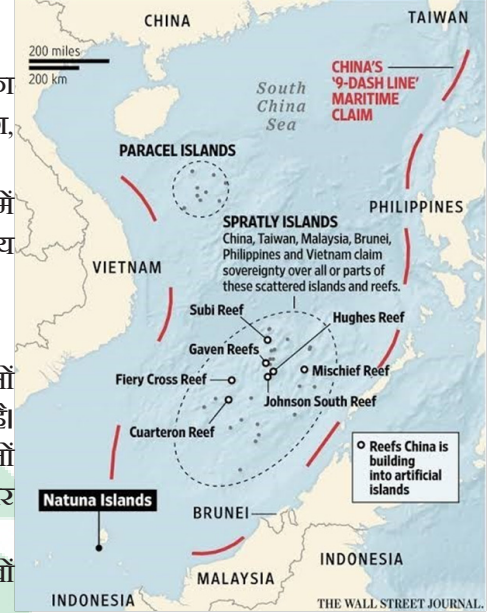 CHINA
TAIWAN
200 miles
200 km
CHINA'S
'9-DASH LINE'
MARITIME
CLAIM
South
China
Sea
PARACEL ISLANDS
PHILIPPINES
SPRATLY ISLANDS
China, Taiwan, Malaysia, Brunei,
Philippines and Vietnam claim
sovereignty over all or parts of
these scattered islands and reefs.
VIETNAM
Subi Reef
Hughes Reef
Gaven Reefs
Fiery Cross Reef
Mischief Reef
Johnson South Reef
Cuarteron Reef
Reefs China is
building
into artificial
islands
Natuna Islands
BRUNEI
MALAYSIA
INDONESIA
INDONESIA
THE WALL STREET JOURNAL.
में